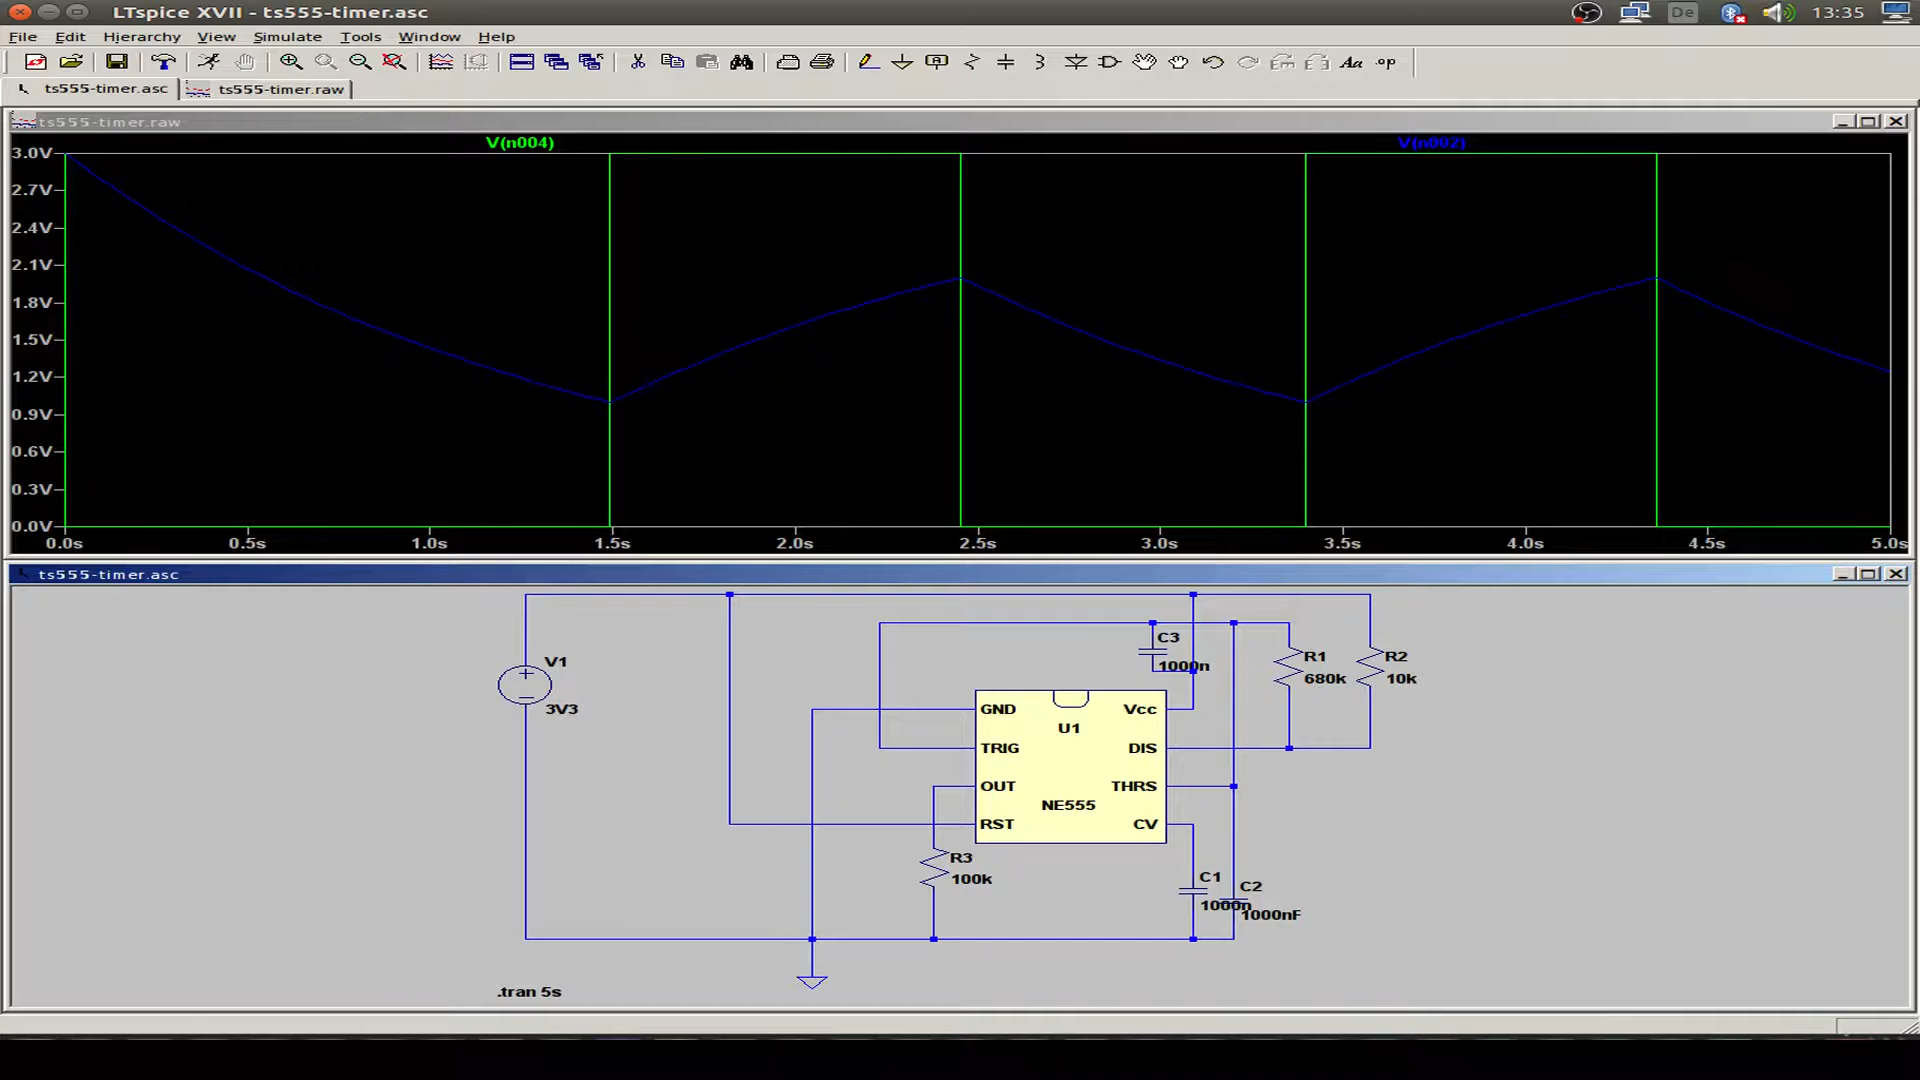 LTspice XVII - ts555-timer.asc
De
13:35
File Edit Hierarchy View Simulate Tools Window Help
Aa .op
ts555-timer.asc
ts555-timer.raw
ts555-timer.raw
V(n004)
V(n002)
3.0V
2.7V
2.4V
2.1V
1.8V
1.5V
1.2V
0.9V
0.6V
0.3V
0.0V
0.0s 0.5s 1.0s 1.5s 2.0s 2.5s 3.0s 3.5s 4.0s 4.5s 5.0s
ts555-timer.asc
V1
3V3
C3
1000n
R1
680k
R2
10k
GND
Vcc
U1
TRIG
DIS
OUT
THRS
NE555
RST
CV
R3
100k
C1
1000n
C2
1000nF
.tran 5s